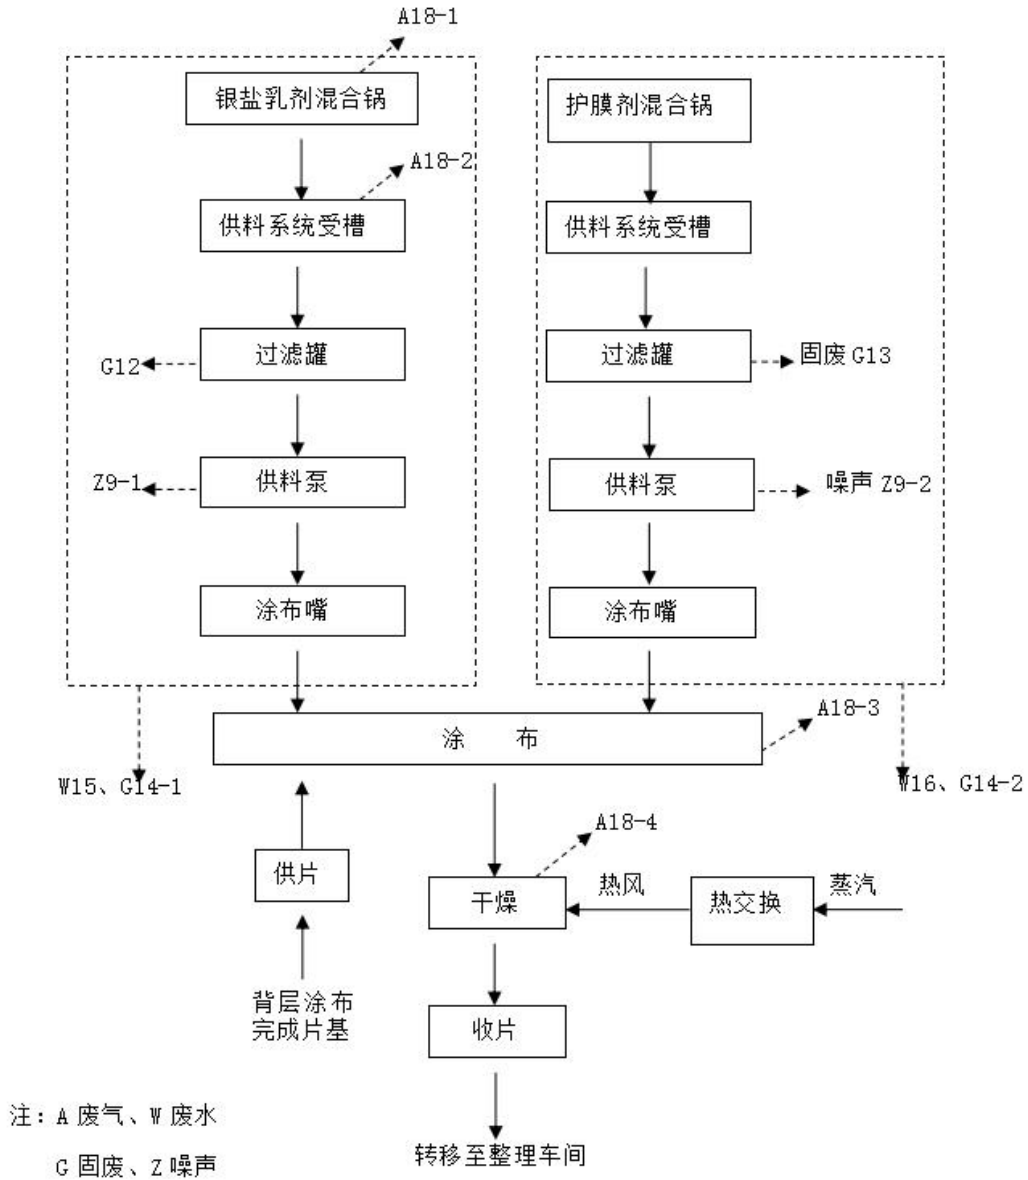 A18-1
银盐乳剂混合锅
护膜剂混合锅
A18-2
供料系统受槽
供料系统受槽
过滤罐
过滤罐
G12
固废 G13
供料泵
供料泵
Z9-1
噪声 Z9-2
涂布嘴
涂布嘴
A18-3
涂 布
W15、G14-1
W16、G14-2
A18-4
供片
干燥
热风
热交换
蒸汽
背层涂布
完成片基
收片
注：A 废气、W 废水
G 固废、Z 噪声
转移至整理车间